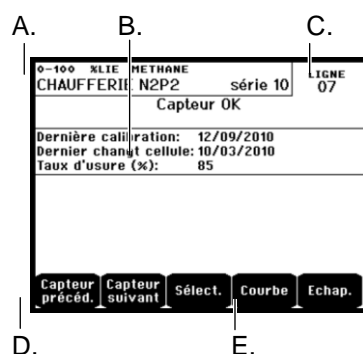 A. B. C.
0-100 %LIE METHANE
CHAUFFERIE N2P2 série 10
LIGNE
07
Capteur OK
Dernière calibration: 12/09/2010
Dernier changt cellule: 10/03/2010
Taux d'usure (%): 85
Capteur précéd.
Capteur suivant
Sélect.
Courbe
Echap.
D. E.